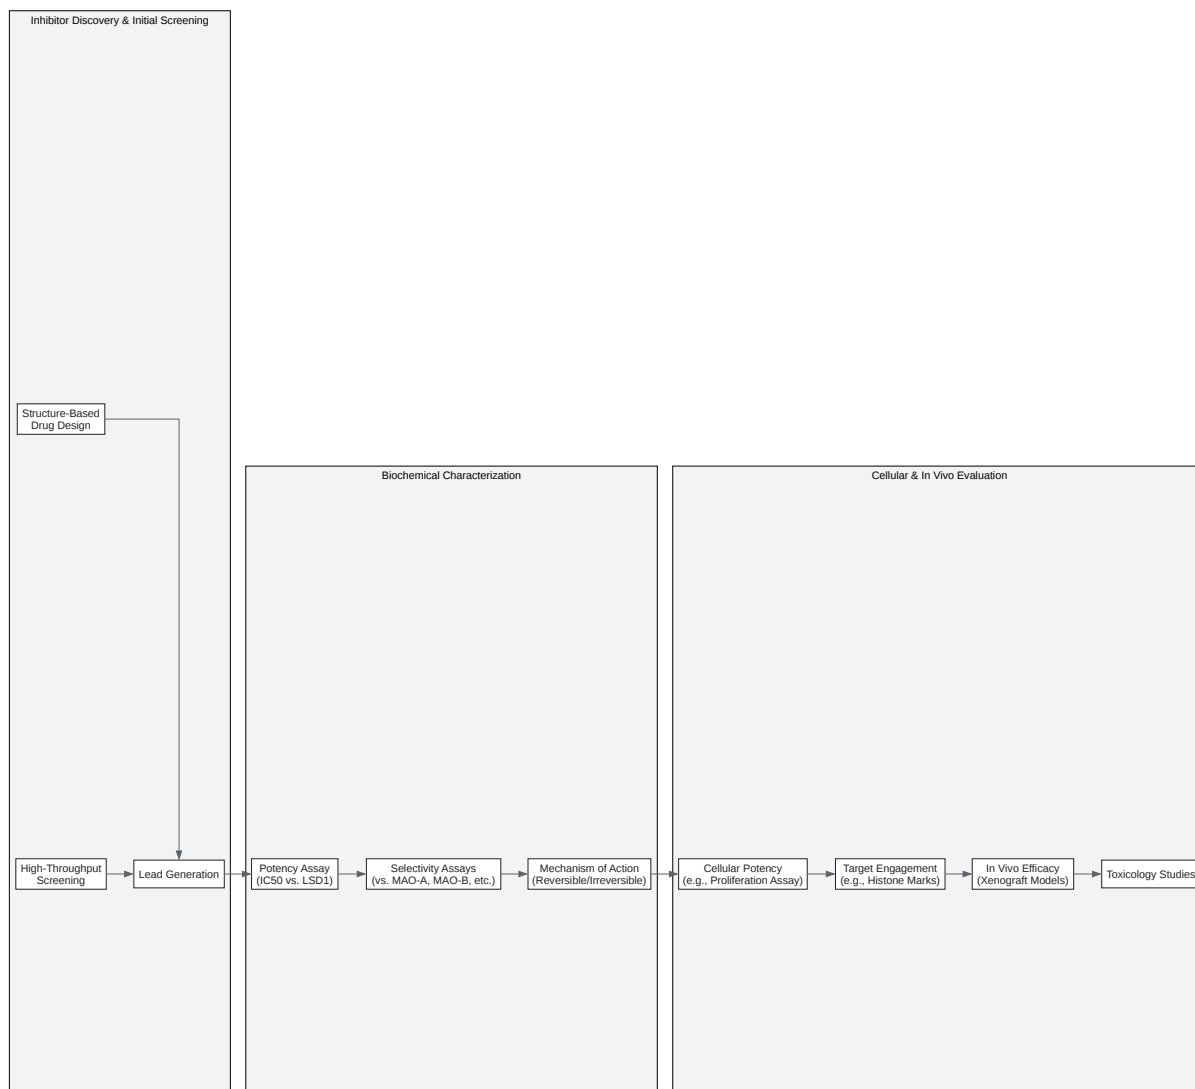 Inhibitor Discovery & Initial Screening
Structure-Based
Drug Design
High-Throughput
Screening
Lead Generation
Biochemical Characterization
Potency Assay
(IC50 vs. LSD1)
Selectivity Assays
(vs. MAO-A, MAO-B, etc.)
Mechanism of Action
(Reversible/Irreversible)
Cellular & In Vivo Evaluation
Cellular Potency
(e.g., Proliferation Assay)
Target Engagement
(e.g., Histone Marks)
In Vivo Efficacy
(Xenograft Models)
Toxicology Studies